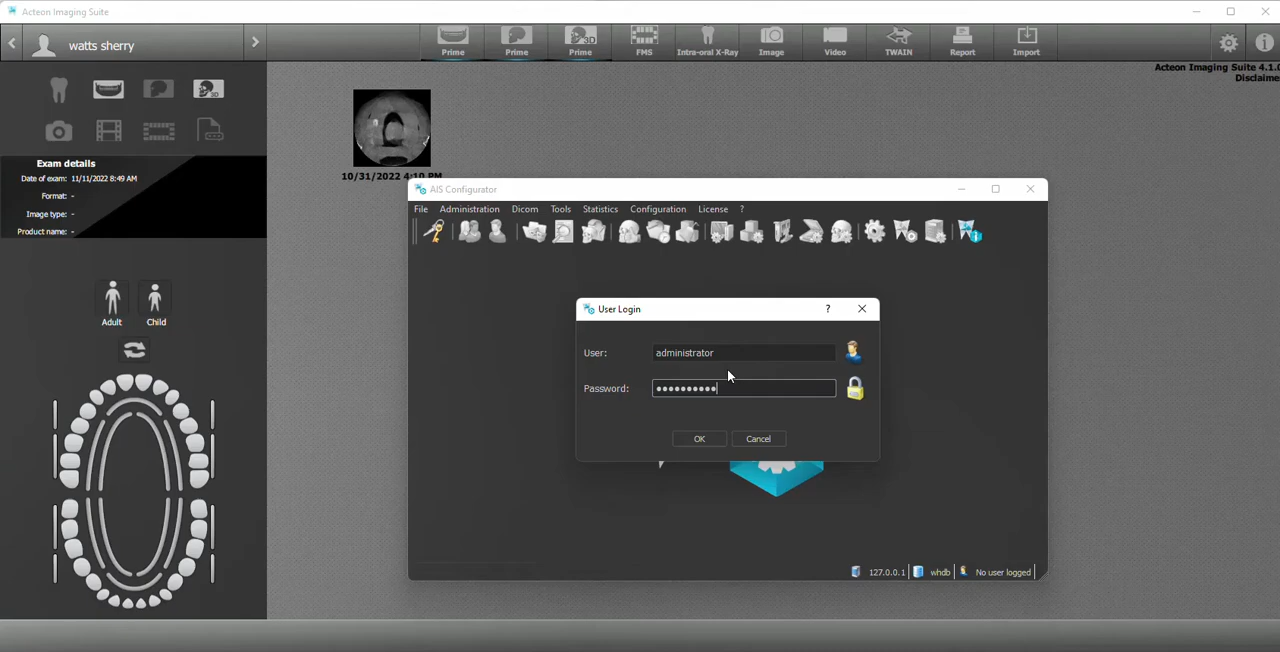 Acteon Imaging Suite
watts sherry
Prime
Prime
Prime
3D
FMS
Intra-oral X-Ray
Image
Video
TWAIN
Report
Import
Acteon Imaging Suite 4.1.0
Disclaime
3D
Exam details
Date of exam: 11/11/2022 8:49 AM
Format: -
Image type: -
Product name: -
10/31/2022 4:10 PM
AIS Configurator
File Administration Dicom Tools Statistics Configuration License ?
User Login ?
User: administrator
Password: ●●●●●●●●●●
OK Cancel
Adult Child
127.0.0.1 whdb No user logged